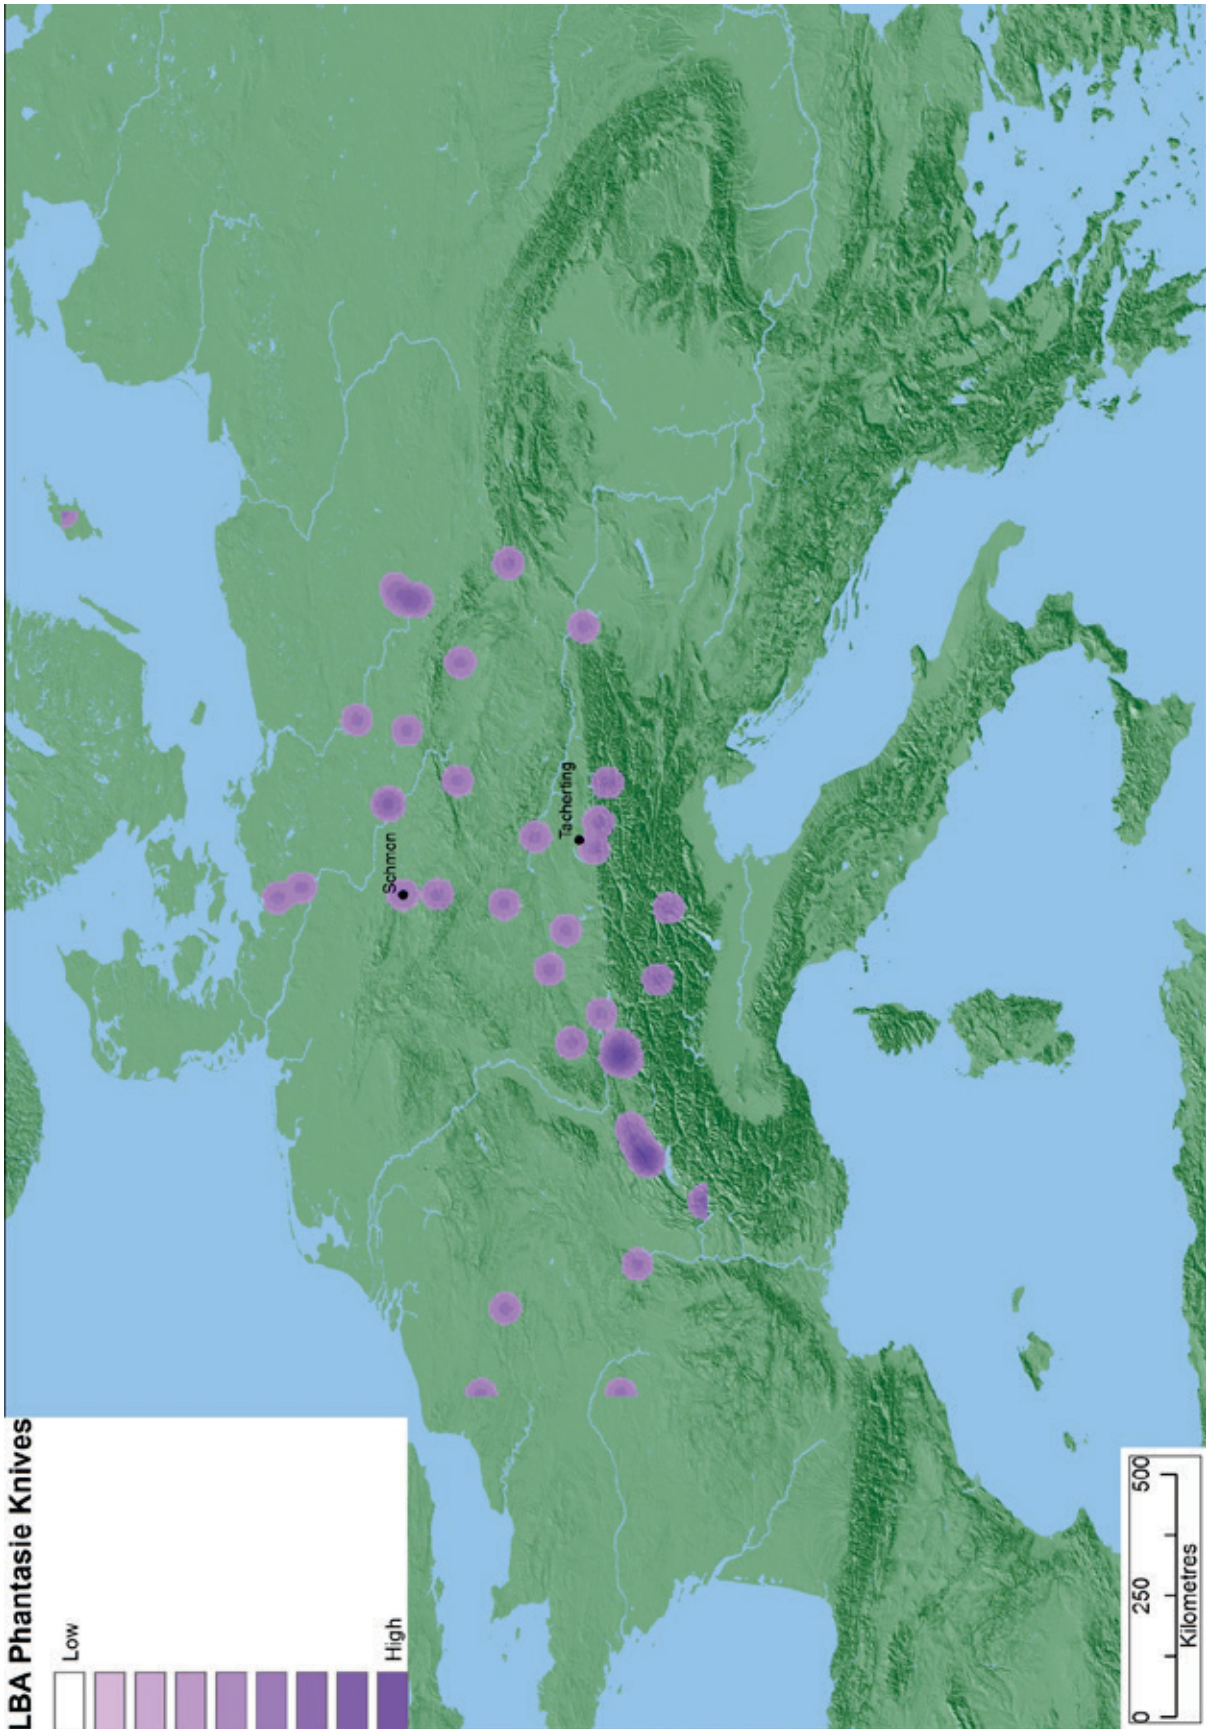 LBA Phantasie Knives
Low
High
Schmon
Tacherting
0 250 500
Kilometres